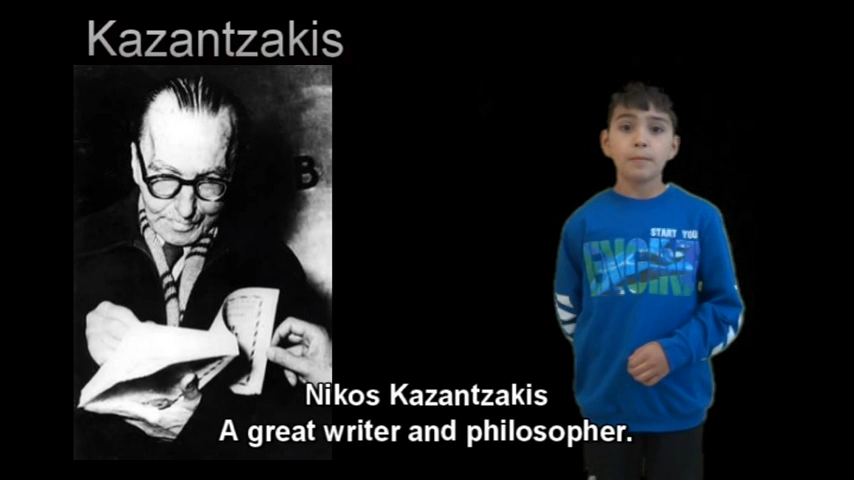 Kazantzakis
B
START YOU
ENGINE
Nikos Kazantzakis
A great writer and philosopher.